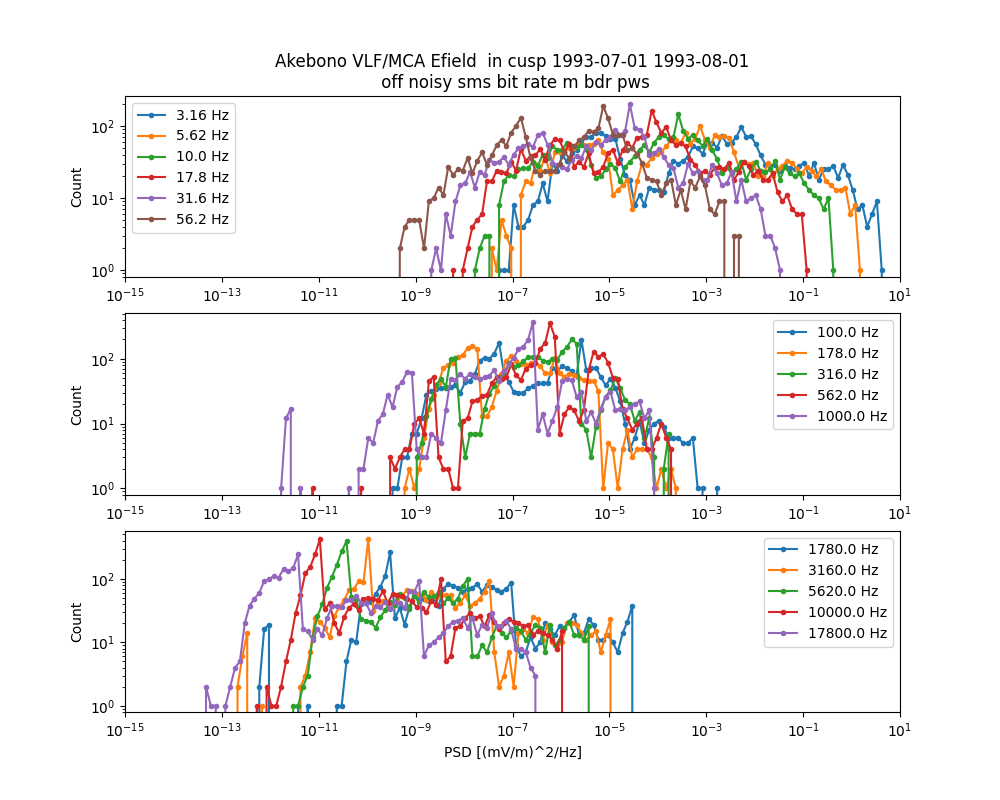 Akebono VLF/MCA Efield  in cusp 1993-07-01 1993-08-01
off noisy sms bit rate m bdr pws
Count
10^2
10^1
10^0
3.16 Hz
5.62 Hz
10.0 Hz
17.8 Hz
31.6 Hz
56.2 Hz
10^−15 10^−13 10^−11 10^−9 10^−7 10^−5 10^−3 10^−1 10^1
Count
10^2
10^1
10^0
100.0 Hz
178.0 Hz
316.0 Hz
562.0 Hz
1000.0 Hz
10^−15 10^−13 10^−11 10^−9 10^−7 10^−5 10^−3 10^−1 10^1
Count
10^2
10^1
10^0
1780.0 Hz
3160.0 Hz
5620.0 Hz
10000.0 Hz
17800.0 Hz
10^−15 10^−13 10^−11 10^−9 10^−7 10^−5 10^−3 10^−1 10^1
PSD [(mV/m)^2/Hz]